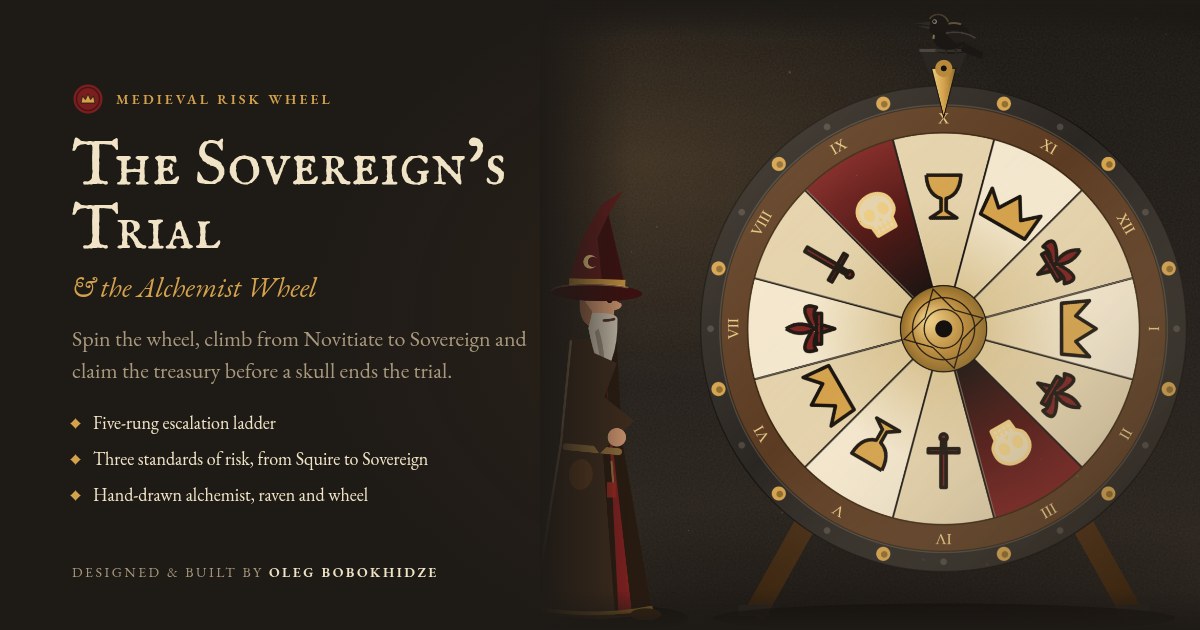 MEDIEVAL RISK WHEEL
The Sovereign's
Trial
& the Alchemist Wheel
Spin the wheel, climb from Novitiate to Sovereign and
claim the treasury before a skull ends the trial.
Five-rung escalation ladder
Three standards of risk, from Squire to Sovereign
Hand-drawn alchemist, raven and wheel
DESIGNED & BUILT BY OLEG BOBOKHIDZE
X
XI
XII
I
II
III
IV
V
VI
VII
VIII
IX